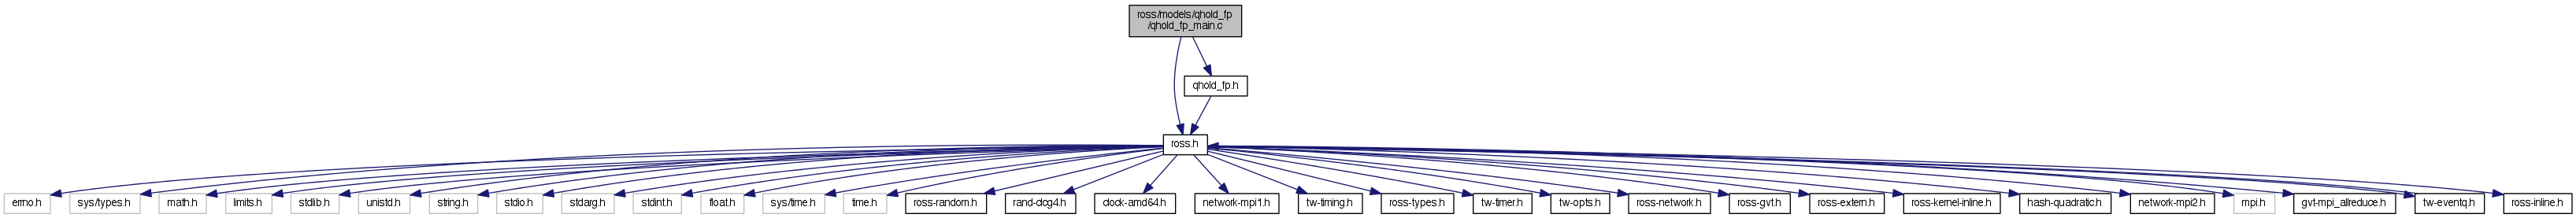 ross/models/qhold_fp
/qhold_fp_main.c
qhold_fp.h
ross.h
errno.h
sys/types.h
math.h
limits.h
stdlib.h
unistd.h
string.h
stdio.h
stdarg.h
stdint.h
float.h
sys/time.h
time.h
ross-random.h
rand-clcg4.h
clock-amd64.h
network-mpi1.h
tw-timing.h
ross-types.h
tw-timer.h
tw-opts.h
ross-network.h
ross-gvt.h
ross-extern.h
ross-kernel-inline.h
hash-quadratic.h
network-mpi2.h
mpi.h
gvt-mpi_allreduce.h
tw-eventq.h
ross-inline.h